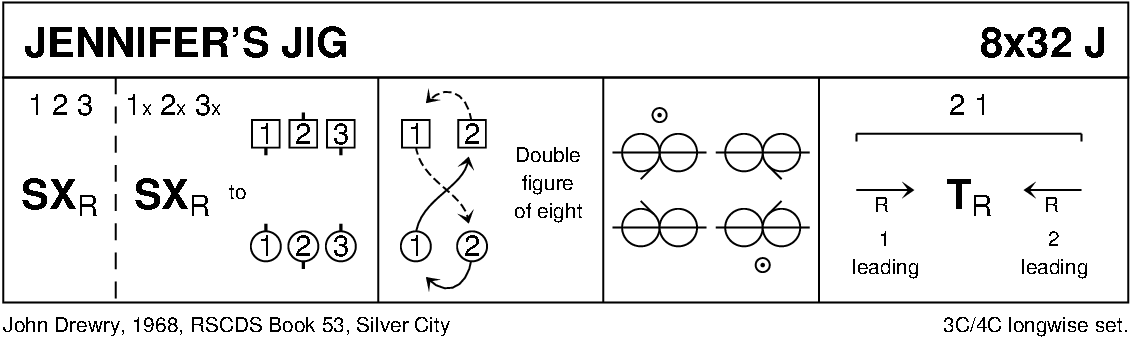 JENNIFER'S JIG 8x32 J
1 2 3
SXR
1x 2x 3x
SXR to
1 2 3
1 2 3
1 2
1 2
Double
figure
of eight
2 1
R TR R
1 2
leading leading
John Drewry, 1968, RSCDS Book 53, Silver City 3C/4C longwise set.